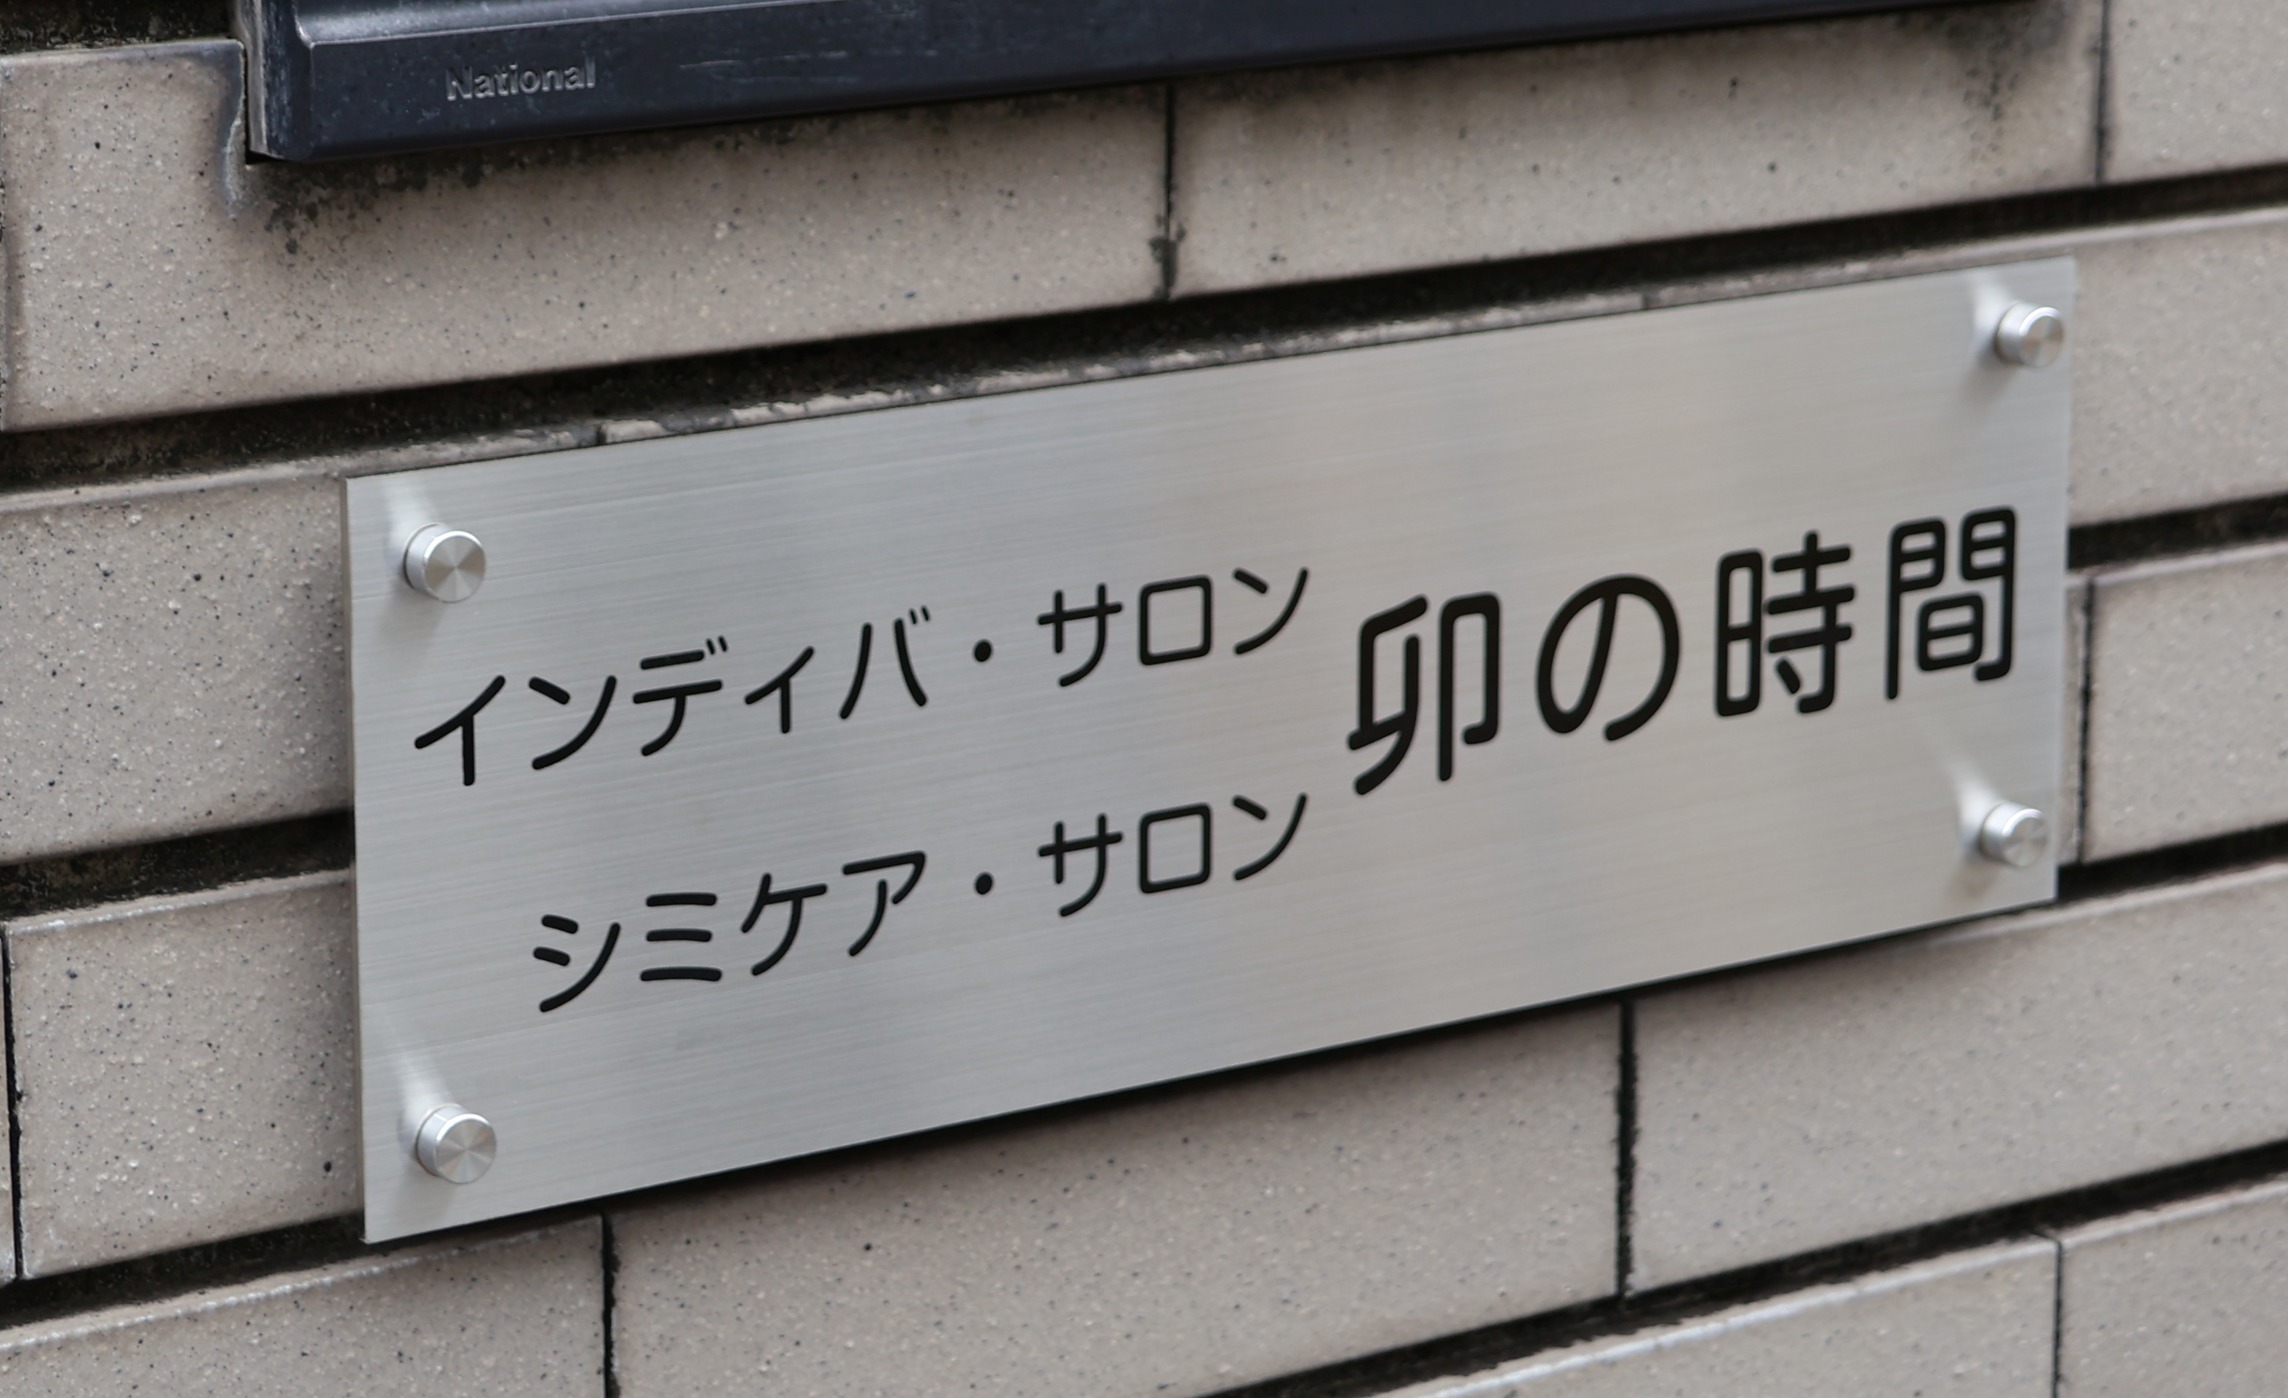 National
インディバ・サロン
シミケア・サロン
卯の時間